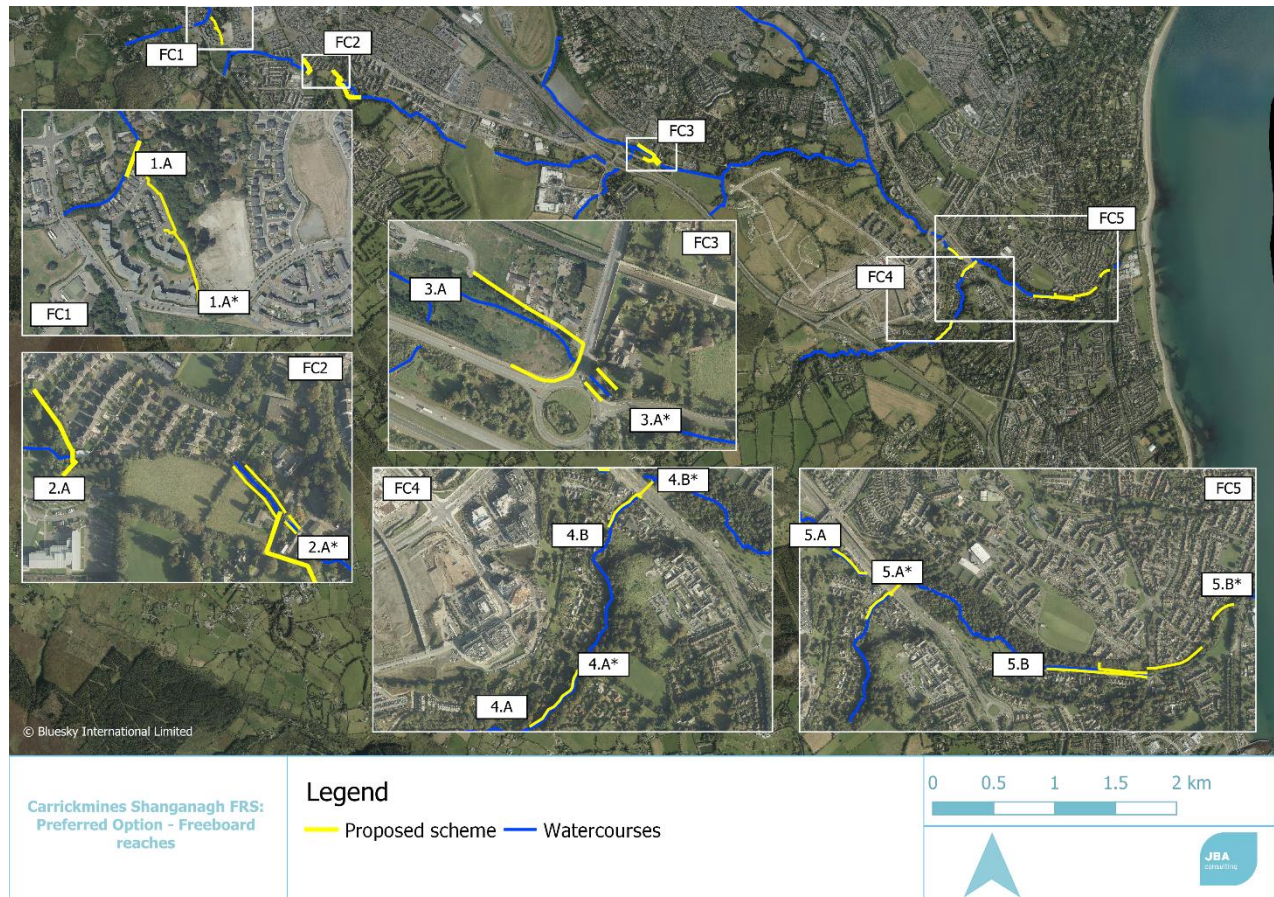 FC1
FC2
FC3
FC5
FC4
1.A
1.A*
FC1
FC3
3.A
3.A*
FC2
2.A
2.A*
FC4
4.B*
4.B
4.A*
4.A
FC5
5.A
5.A*
5.B*
5.B
© Bluesky International Limited
Carrickmines Shanganagh FRS:
Preferred Option - Freeboard
reaches
Legend
Proposed scheme
Watercourses
0 0.5 1 1.5 2 km
JBA
consulting